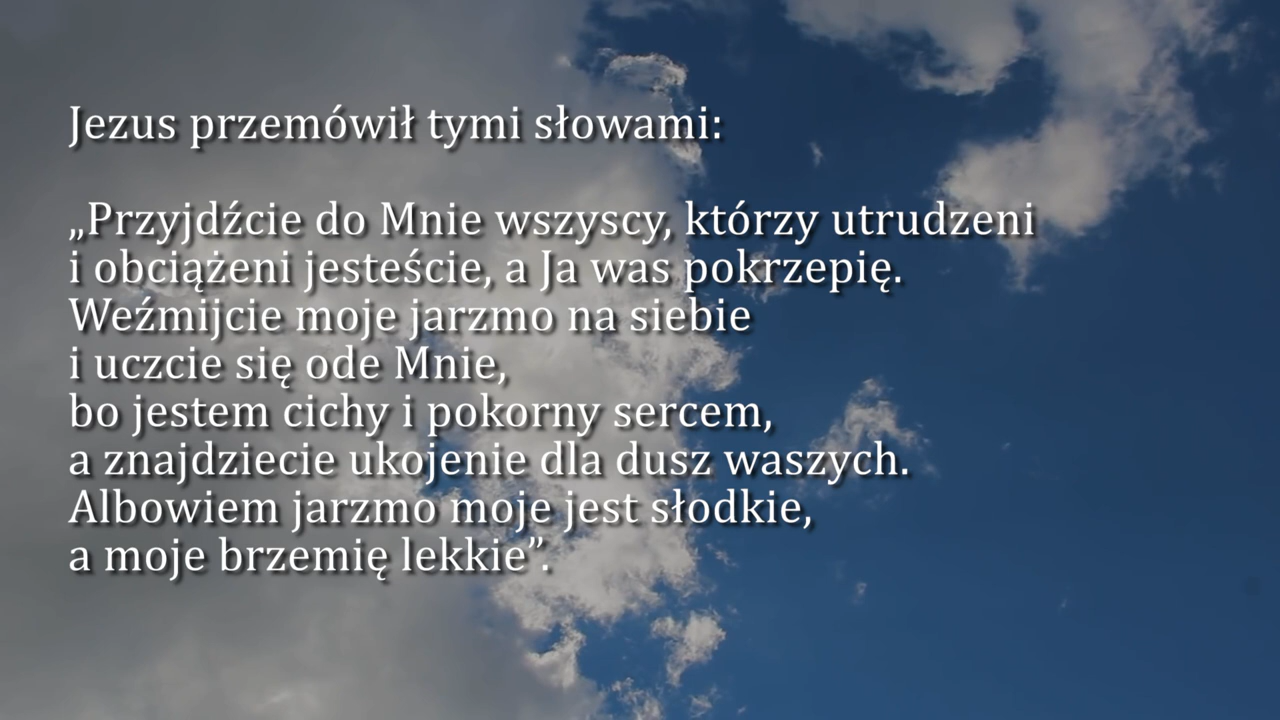 Jezus przemówił tymi słowami:
„Przyjdźcie do Mnie wszyscy, którzy utrudzeni
i obciążeni jesteście, a Ja was pokrzepię.
Weźmijcie moje jarzmo na siebie
i uczcie się ode Mnie,
bo jestem cichy i pokorny sercem,
a znajdziecie ukojenie dla dusz waszych.
Albowiem jarzmo moje jest słodkie,
a moje brzemię lekkie”.